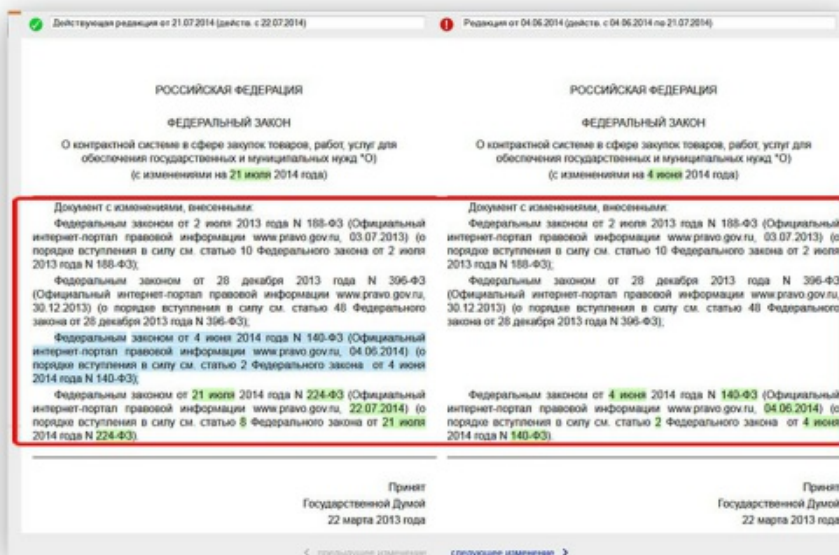 Действующая редакция от 21.07.2014 (действ. с 22.07.2014)
РОССИЙСКАЯ ФЕДЕРАЦИЯ
ФЕДЕРАЛЬНЫЙ ЗАКОН
О контрактной системе в сфере закупок товаров, работ, услуг для
обеспечения государственных и муниципальных нужд *О)
(с изменениями на 21 июля 2014 года)
Документ с изменениями, внесенными:
Федеральным законом от 2 июля 2013 года N 188-ФЗ (Официальный
интернет-портал правовой информации www.pravo.gov.ru, 03.07.2013) (о
порядке вступления в силу см. статью 10 Федерального закона от 2 июля
2013 года N 188-ФЗ);
Федеральным законом от 28 декабря 2013 года N 396-ФЗ
(Официальный интернет-портал правовой информации www.pravo.gov.ru,
30.12.2013) (о порядке вступления в силу см. статью 48 Федерального
закона от 28 декабря 2013 года N 396-ФЗ);
Федеральным законом от 4 июня 2014 года N 140-ФЗ (Официальный
интернет-портал правовой информации www.pravo.gov.ru, 04.06.2014) (о
порядке вступления в силу см. статью 2 Федерального закона от 4 июня
2014 года N 140-ФЗ);
Федеральным законом от 21 июля 2014 года N 224-ФЗ (Официальный
интернет-портал правовой информации www.pravo.gov.ru, 22.07.2014) (о
порядке вступления в силу см. статью 8 Федерального закона от 21 июля
2014 года N 224-ФЗ).
Принят
Государственной Думой
22 марта 2013 года
Редакция от 04.06.2014 (действ. с 04.06.2014 по 21.07.2014)
РОССИЙСКАЯ ФЕДЕРАЦИЯ
ФЕДЕРАЛЬНЫЙ ЗАКОН
О контрактной системе в сфере закупок товаров, работ, услуг для
обеспечения государственных и муниципальных нужд *О)
(с изменениями на 4 июня 2014 года)
Документ с изменениями, внесенными:
Федеральным законом от 2 июля 2013 года N 188-ФЗ (Официальный
интернет-портал правовой информации www.pravo.gov.ru, 03.07.2013) (о
порядке вступления в силу см. статью 10 Федерального закона от 2 июля
2013 года N 188-ФЗ);
Федеральным законом от 28 декабря 2013 года N 396-ФЗ
(Официальный интернет-портал правовой информации www.pravo.gov.ru,
30.12.2013) (о порядке вступления в силу см. статью 48 Федерального
закона от 28 декабря 2013 года N 396-ФЗ);
Федеральным законом от 4 июня 2014 года N 140-ФЗ (Официальный
интернет-портал правовой информации www.pravo.gov.ru, 04.06.2014) (о
порядке вступления в силу см. статью 2 Федерального закона от 4 июня
2014 года N 140-ФЗ).
Принят
Государственной Думой
22 марта 2013 года
предыдущее изменение
следующее изменение